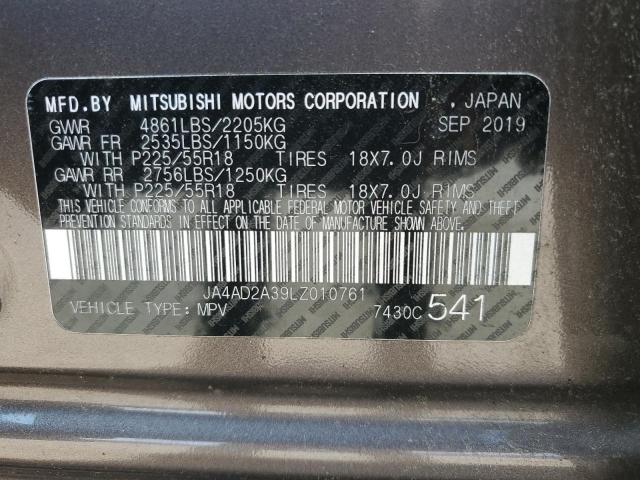 MFD.BY MITSUBISHI MOTORS CORPORATION , JAPAN
GVWR 4861LBS/2205KG SEP 2019
GAWR FR 2535LBS/1150KG
WITH P225/55R18 TIRES 18X7.0J RIMS
GAWR RR 2756LBS/1250KG
WITH P225/55R18 TIRES 18X7.0J RIMS
THIS VEHICLE CONFORMS TO ALL APPLICABLE FEDERAL MOTOR VEHICLE SAFETY AND THEFT
PREVENTION STANDARDS IN EFFECT ON THE DATE OF MANUFACTURE SHOWN ABOVE.
JA4AD2A39LZ010761
VEHICLE TYPE: MPV 7430C 541